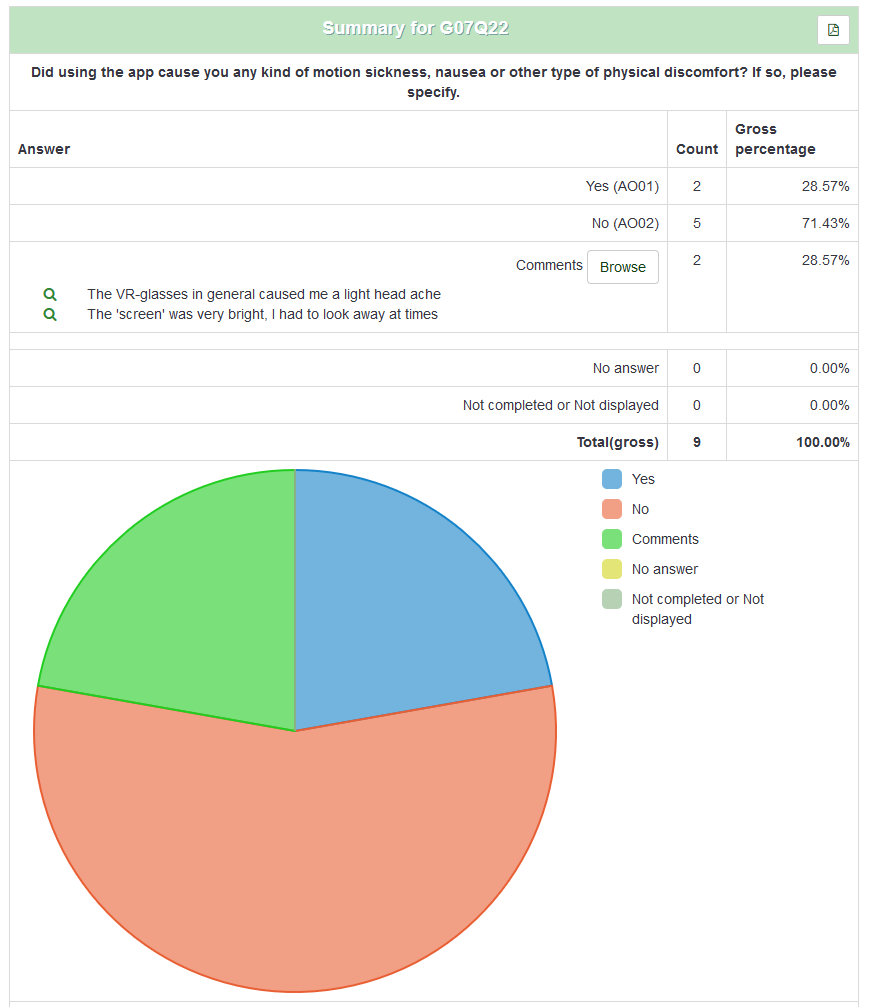 Summary for G07Q22
Did using the app cause you any kind of motion sickness, nausea or other type of physical discomfort? If so, please
specify.
Answer Count Gross
percentage
Yes (AO01) 2 28.57%
No (AO02) 5 71.43%
Comments Browse 2 28.57%
The VR-glasses in general caused me a light head ache
The 'screen' was very bright, I had to look away at times
No answer 0 0.00%
Not completed or Not displayed 0 0.00%
Total(gross) 9 100.00%
Yes
No
Comments
No answer
Not completed or Not
displayed